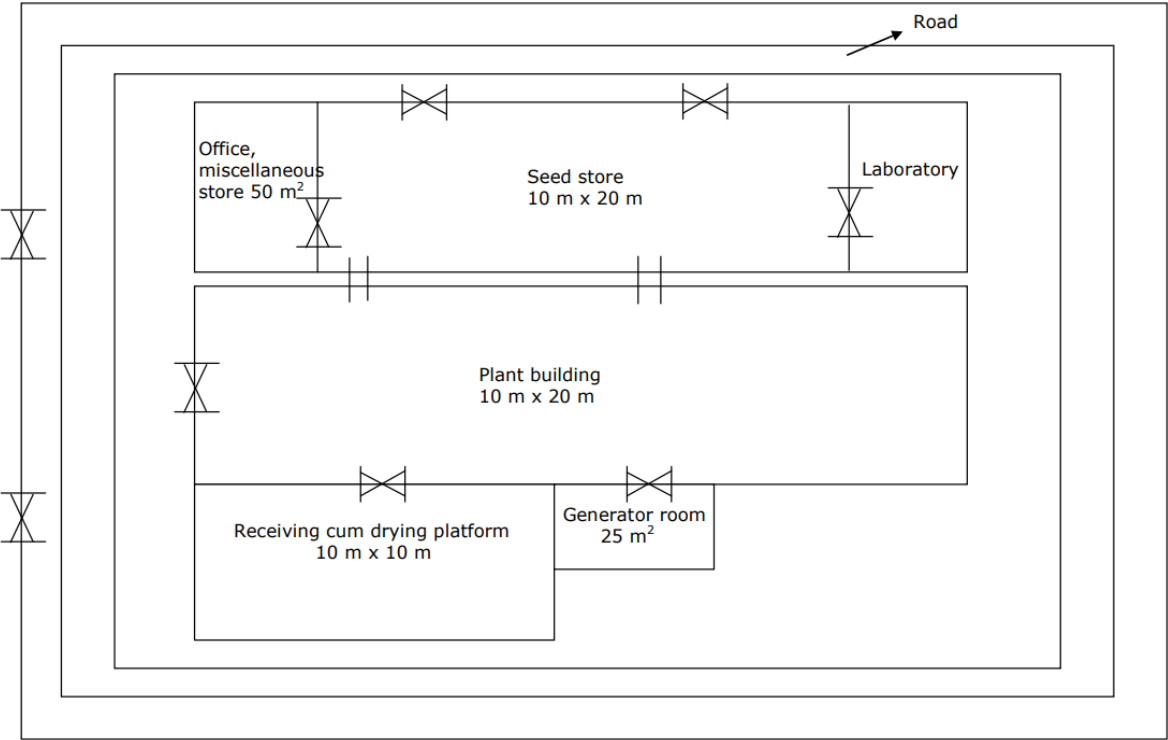 Road
Office,
miscellaneous
store 50 m²
Seed store
10 m x 20 m
Laboratory
Plant building
10 m x 20 m
Receiving cum drying platform
10 m x 10 m
Generator room
25 m²